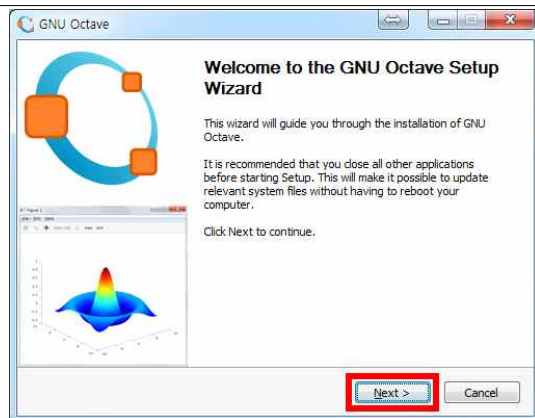 GNU Octave
Welcome to the GNU Octave Setup
Wizard
This wizard will guide you through the installation of GNU
Octave.
It is recommended that you close all other applications
before starting Setup. This will make it possible to update
relevant system files without having to reboot your
computer.
Click Next to continue.
Next >
Cancel